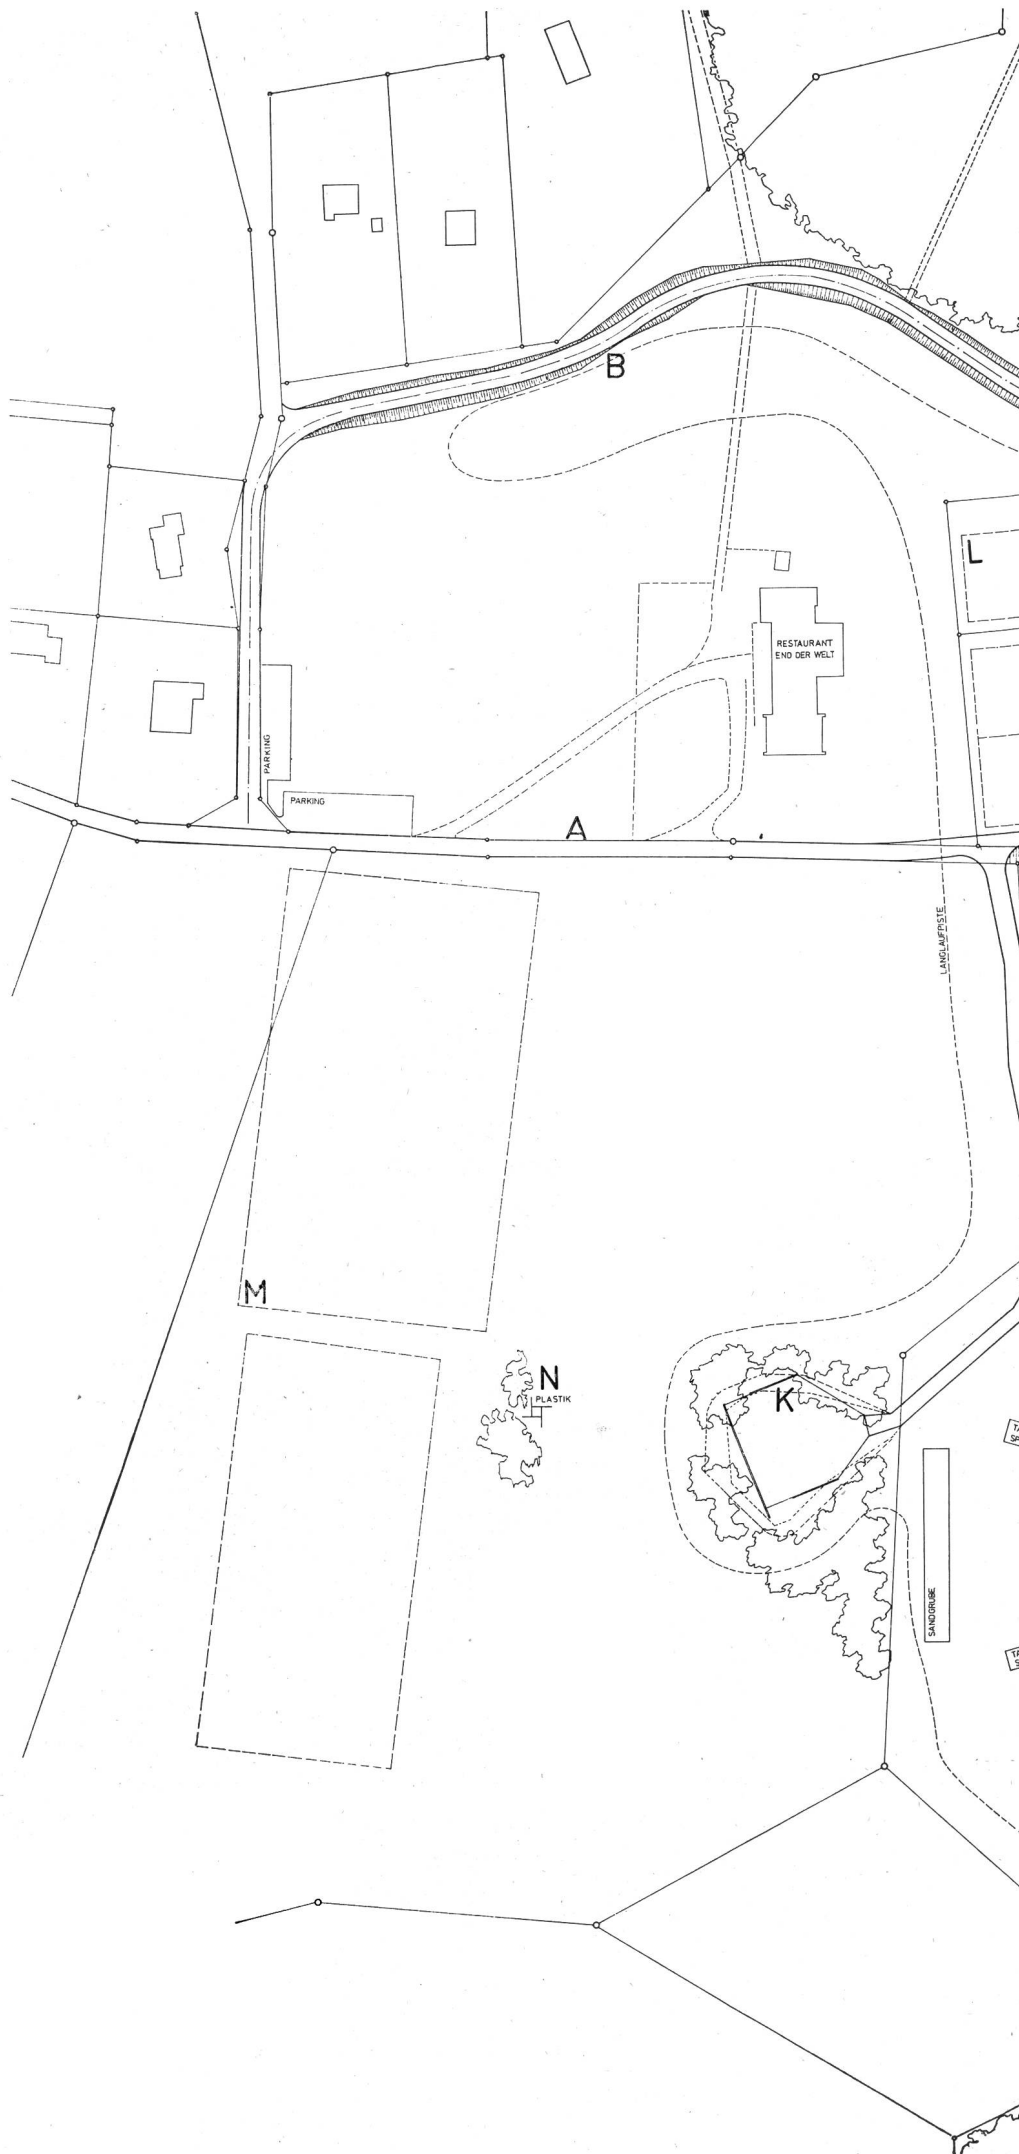 B
L
RESTAURANT
END DER WELT
PARKING
PARKING
A
LANGLAUFPISTE
M
N
PLASTIK
K
SANDGRUBE